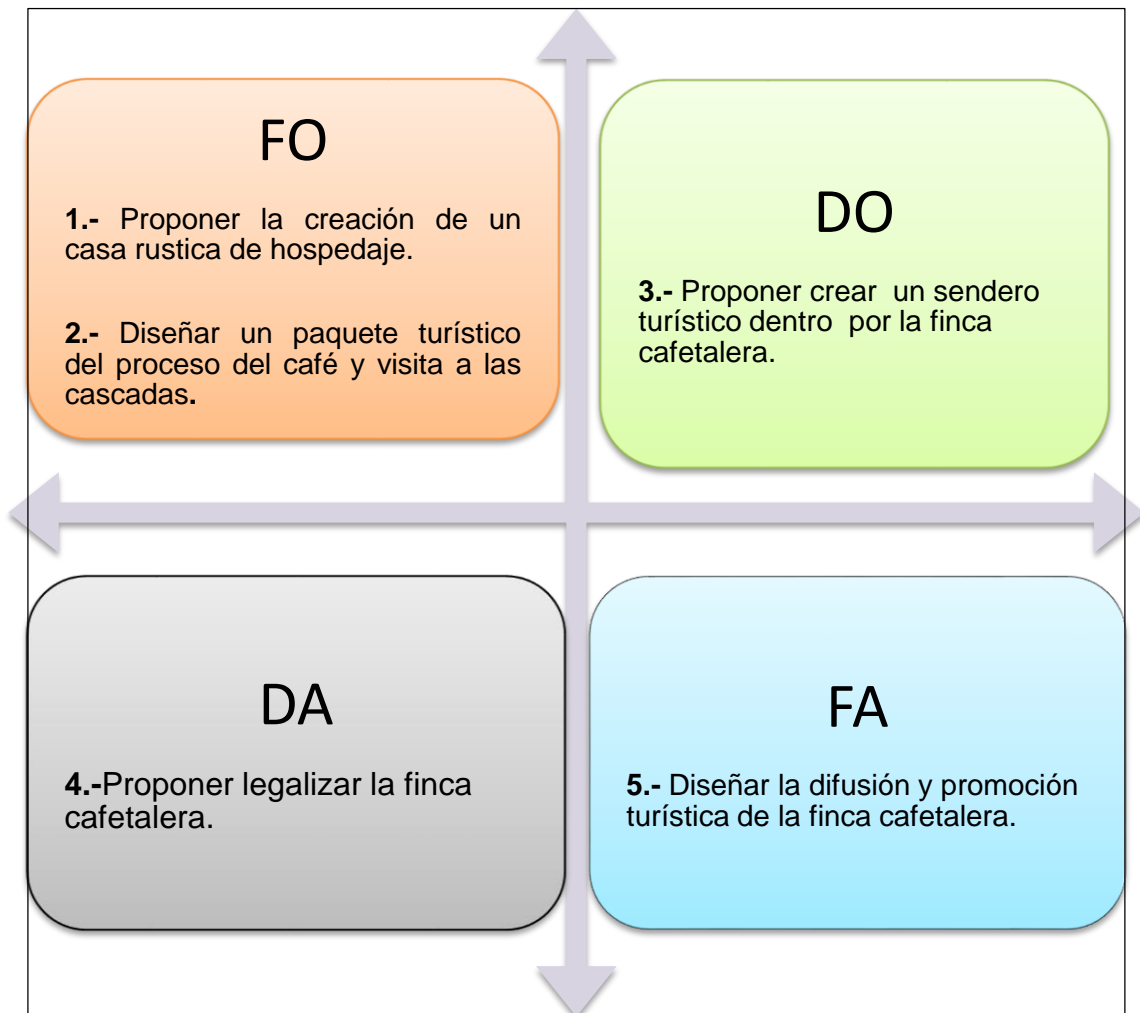 FO
1.- Proponer la creación de un
casa rustica de hospedaje.
2.- Diseñar un paquete turístico
del proceso del café y visita a las
cascadas.
DO
3.- Proponer crear un sendero
turístico dentro por la finca
cafetalera.
DA
4.-Proponer legalizar la finca
cafetalera.
FA
5.- Diseñar la difusión y promoción
turística de la finca cafetalera.